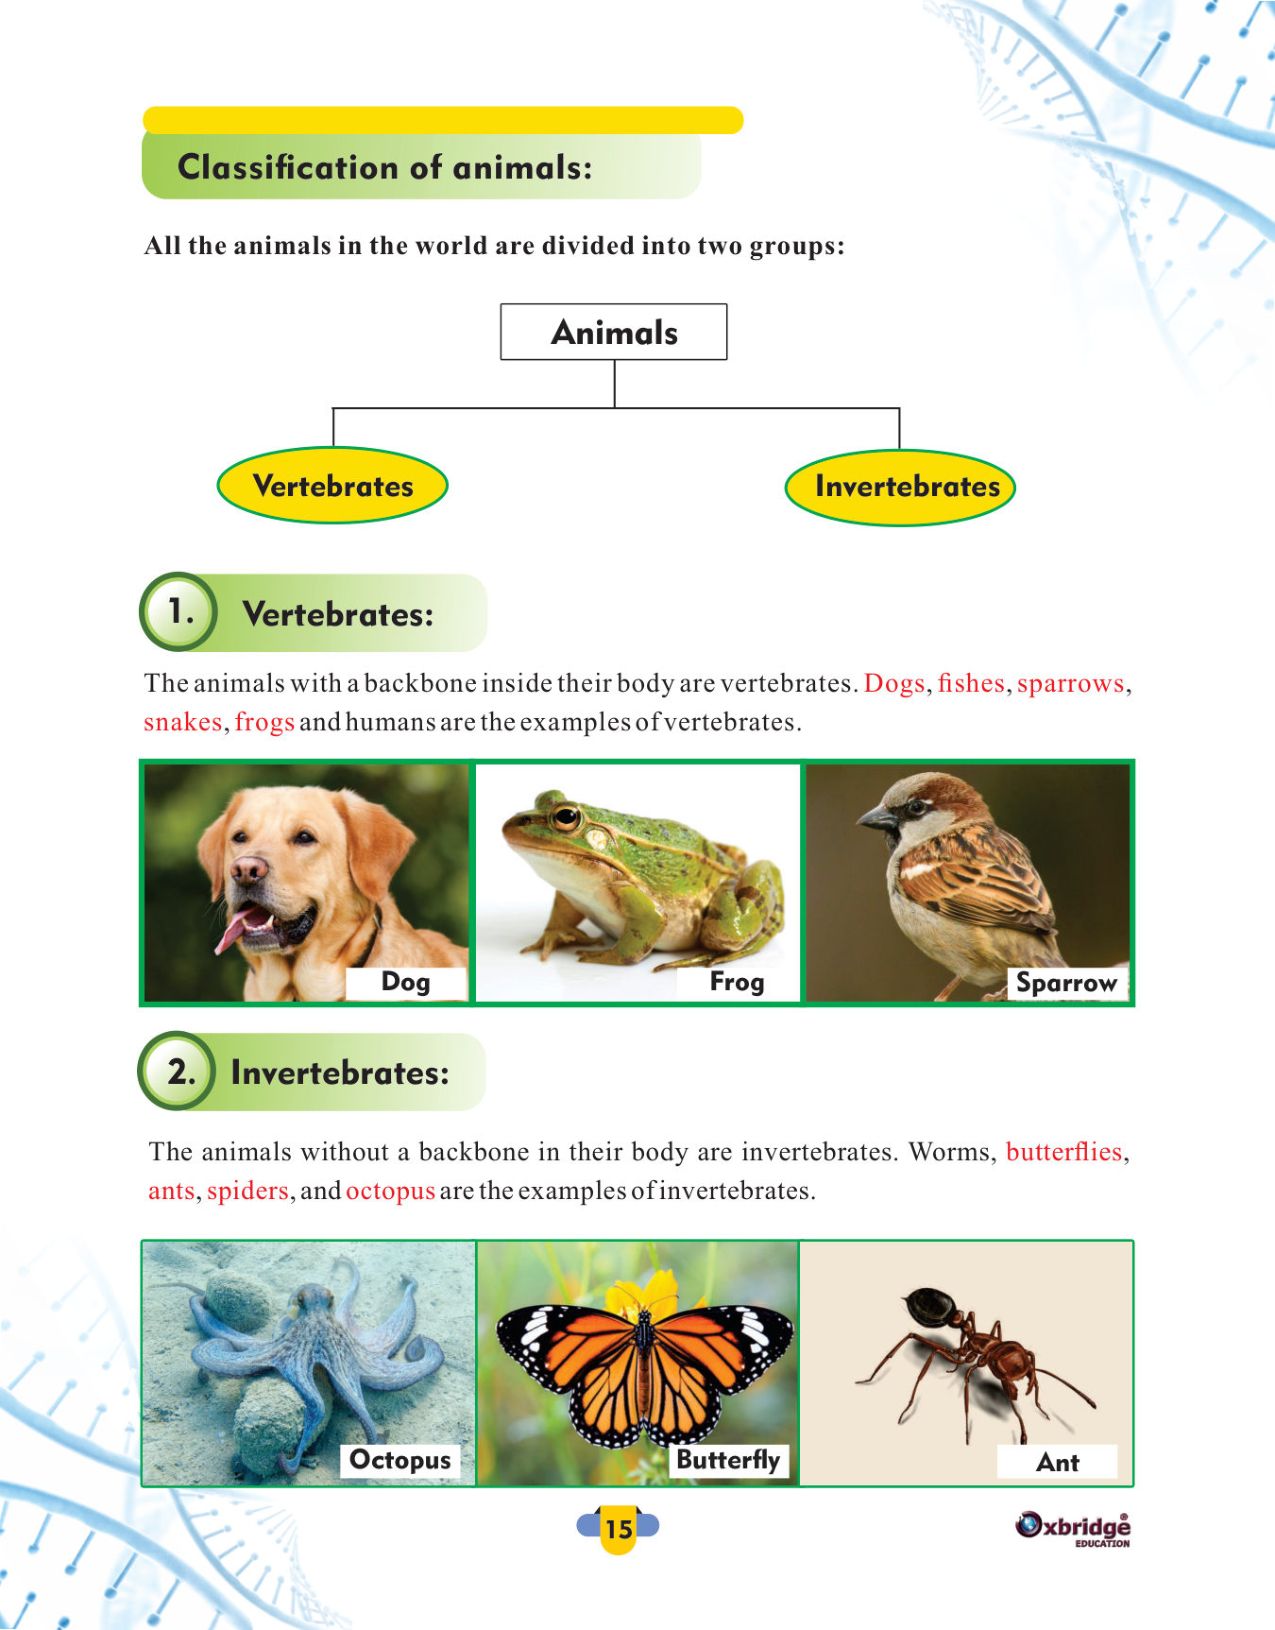 Classification of animals:
All the animals in the world are divided into two groups:
Animals
Vertebrates
Invertebrates
1. Vertebrates:
The animals with a backbone inside their body are vertebrates. Dogs, fishes, sparrows,
snakes, frogs and humans are the examples of vertebrates.
Dog
Frog
Sparrow
2. Invertebrates:
The animals without a backbone in their body are invertebrates. Worms, butterflies,
ants, spiders, and octopus are the examples of invertebrates.
Octopus
Butterfly
Ant
15
Oxbridge®
EDUCATION